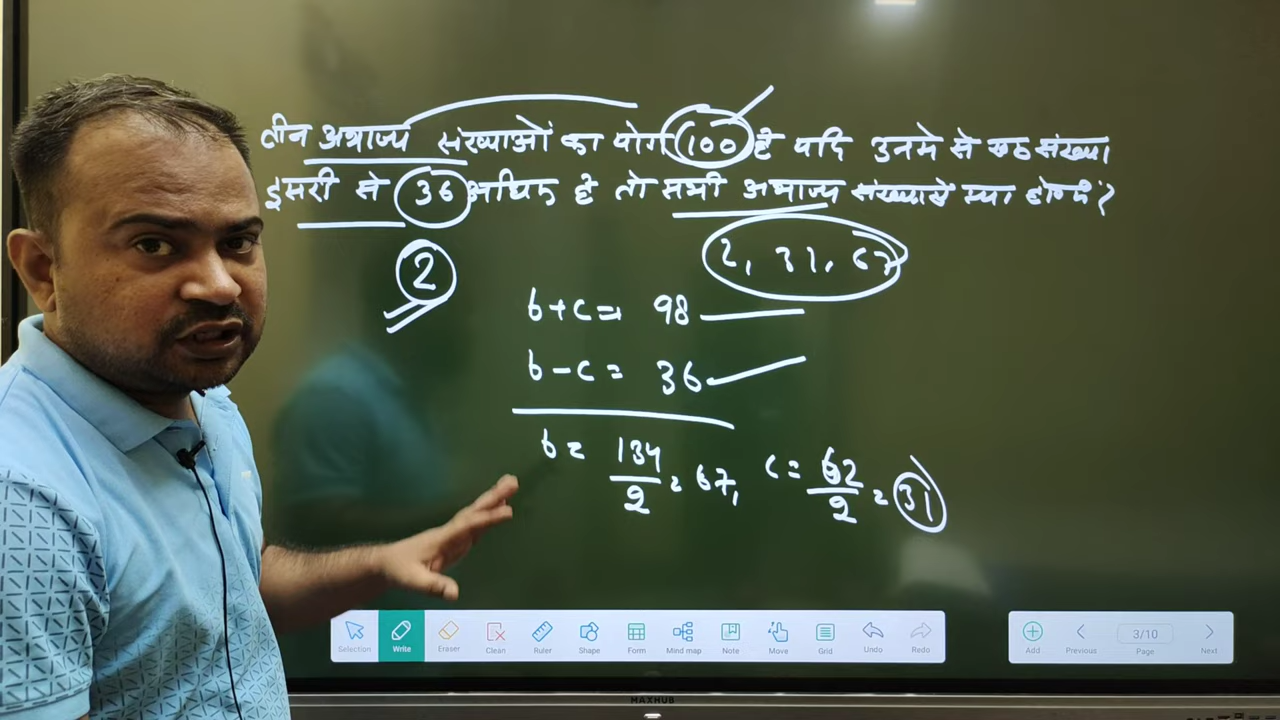 तीन अभाज्य संख्याओं का योग 100 है यदि उनमे से एक संख्या
दुसरी से 36 अधिक है तो सभी अभाज्य संख्याये क्या होगी?
2
2, 31, 67
b+c= 98
b-c= 36
b= 134/2 = 67, c= 62/2 = 31
Selection Write Eraser Clean Ruler Shape Form Mind map Note Move Grid Undo Redo
Add Previous 3/10 Page Next
MAXHUB